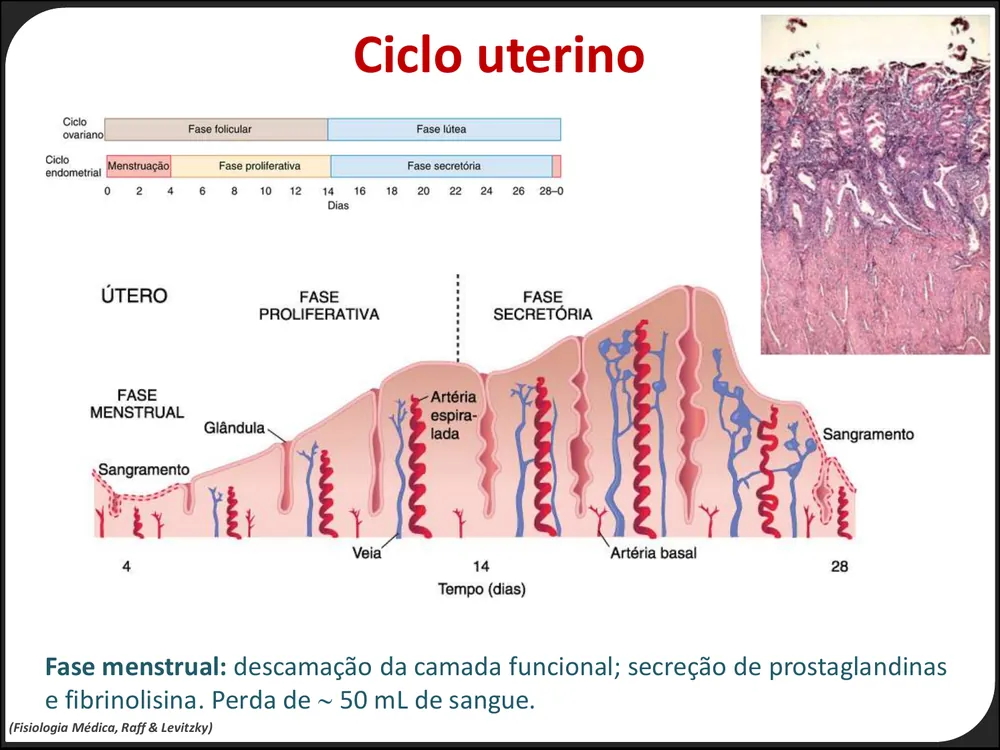 Ciclo uterino
Ciclo
ovariano
Fase folicular
Fase lútea
Ciclo
endometrial
Menstruação
Fase proliferativa
Fase secretória
0 2 4 6 8 10 12 14 16 18 20 22 24 26 28–0
Dias
ÚTERO
FASE
PROLIFERATIVA
FASE
SECRETÓRIA
FASE
MENSTRUAL
Glândula
Artéria
espira-
lada
Sangramento
Sangramento
Veia
Artéria basal
4 14 28
Tempo (dias)
Fase menstrual: descamação da camada funcional; secreção de prostaglandinas
e fibrinolisina. Perda de ~ 50 mL de sangue.
(Fisiologia Médica, Raff & Levitzky)